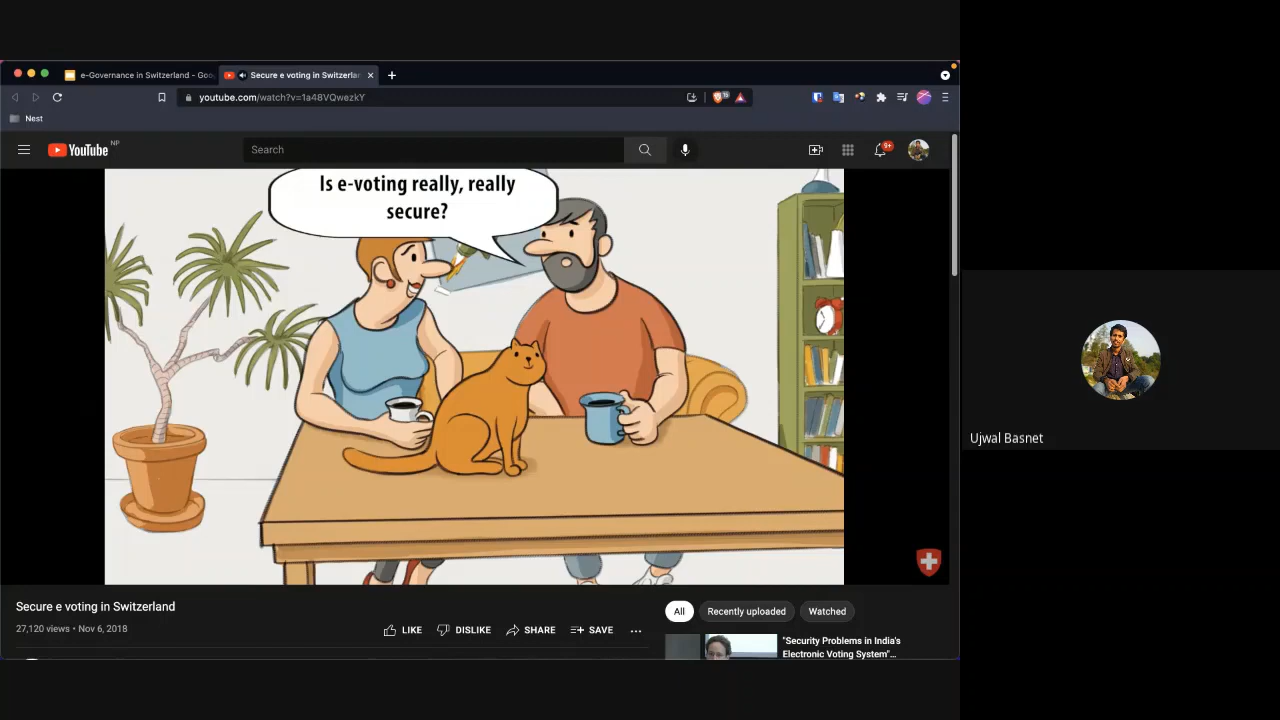 e-Governance in Switzerland - Goo
Secure e voting in Switzerlan
youtube.com/watch?v=1a48VQwezkY
Nest
YouTube NP
Search
9+
Is e-voting really, really
secure?
Ujwal Basnet
Secure e voting in Switzerland
27,120 views • Nov 6, 2018
LIKE
DISLIKE
SHARE
SAVE
All
Recently uploaded
Watched
"Security Problems in India's
Electronic Voting System"...